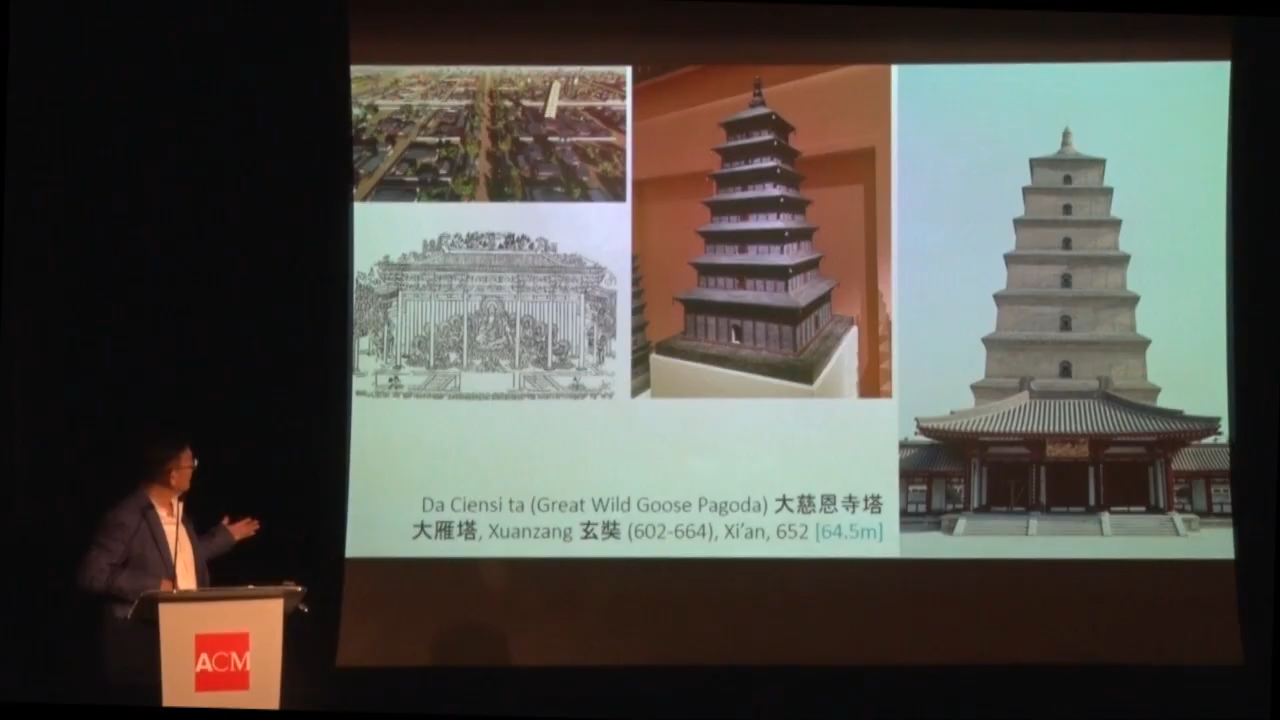 Da Ciensi ta (Great Wild Goose Pagoda) 大慈恩寺塔
大雁塔, Xuanzang 玄奘 (602-664), Xi'an, 652 [64.5m]
ACM